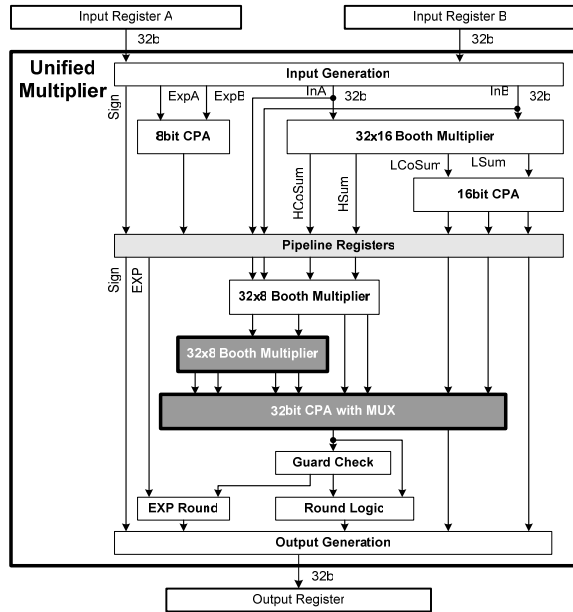 Input Register A
Input Register B
32b
32b
Unified
Multiplier
Input Generation
Sign
ExpA
ExpB
InA
32b
InB
32b
8bit CPA
32x16 Booth Multiplier
HCoSum
HSum
LCoSum
LSum
16bit CPA
Pipeline Registers
Sign
EXP
32x8 Booth Multiplier
32x8 Booth Multiplier
32bit CPA with MUX
Guard Check
EXP Round
Round Logic
Output Generation
32b
Output Register